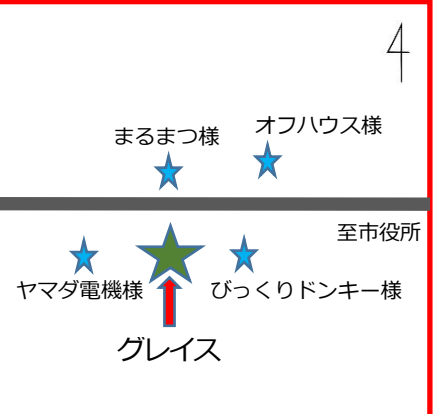 4
オフハウス様
まるまつ様
至市役所
ヤマダ電機様 びっくりドンキー様
グレイス